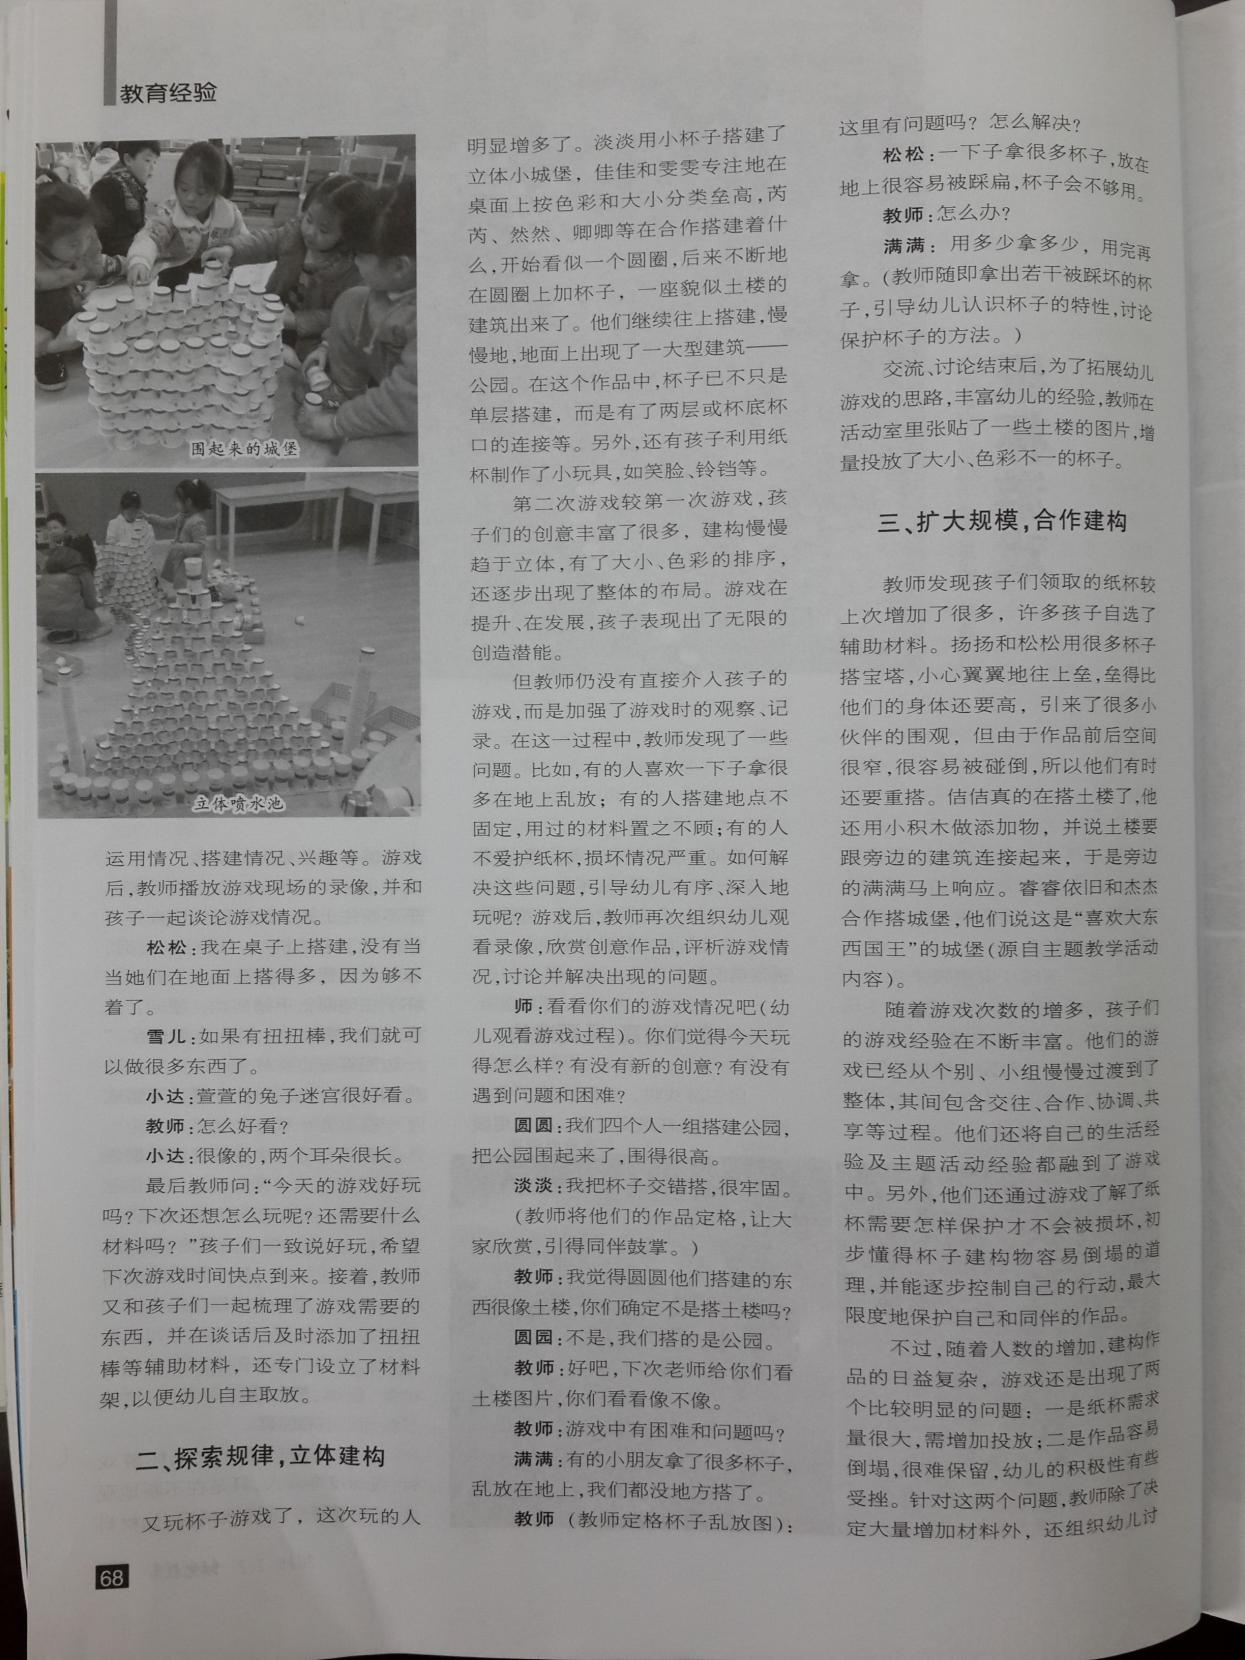 教育经验
围起来的城堡
立体喷水池
运用情况、搭建情况、兴趣等。游戏
后,教师播放游戏现场的录像,并和
孩子一起谈论游戏情况。
松松:我在桌子上搭建,没有当
当她们在地面上搭得多，因为够不
着了。
雪儿:如果有扭扭棒,我们就可
以做很多东西了。
小达:萱萱的兔子迷宫很好看。
教师:怎么好看?
小达:很像的,两个耳朵很长。
最后教师问:“今天的游戏好玩
吗?下次还想怎么玩呢?还需要什么
材料吗？”孩子们一致说好玩,希望
下次游戏时间快点到来。接着,教师
又和孩子们一起梳理了游戏需要的
东西，并在谈话后及时添加了扭扭
棒等辅助材料，还专门设立了材料
架,以便幼儿自主取放。
二、探索规律,立体建构
又玩杯子游戏了，这次玩的人
68
明显增多了。淡淡用小杯子搭建了
立体小城堡，佳佳和雯雯专注地在
桌面上按色彩和大小分类垒高,芮
芮、然然、卿卿等在合作搭建着什
么,开始看似一个圆圈,后来不断地
在圆圈上加杯子，一座貌似土楼的
建筑出来了。他们继续往上搭建,慢
慢地,地面上出现了一大型建筑——
公园。在这个作品中,杯子已不只是
单层搭建，而是有了两层或杯底杯
口的连接等。另外,还有孩子利用纸
杯制作了小玩具,如笑脸、铃铛等。
第二次游戏较第一次游戏,孩
子们的创意丰富了很多，建构慢慢
趋于立体,有了大小、色彩的排序,
还逐步出现了整体的布局。游戏在
提升、在发展,孩子表现出了无限的
创造潜能。
但教师仍没有直接介入孩子的
游戏,而是加强了游戏时的观察、记
录。在这一过程中,教师发现了一些
问题。比如,有的人喜欢一下子拿很
多在地上乱放；有的人搭建地点不
固定,用过的材料置之不顾;有的人
不爱护纸杯,损坏情况严重。如何解
决这些问题,引导幼儿有序、深入地
玩呢？游戏后,教师再次组织幼儿观
看录像,欣赏创意作品,评析游戏情
况,讨论并解决出现的问题。
师:看看你们的游戏情况吧(幼
儿观看游戏过程)。你们觉得今天玩
得怎么样?有没有新的创意?有没有
遇到问题和困难?
圆圆:我们四个人一组搭建公园,
把公园围起来了,围得很高。
淡淡:我把杯子交错搭,很牢固。
(教师将他们的作品定格,让大
家欣赏,引得同伴鼓掌。)
教师:我觉得圆圆他们搭建的东
西很像土楼,你们确定不是搭土楼吗?
圆园:不是,我们搭的是公园。
教师:好吧,下次老师给你们看
土楼图片,你们看看像不像。
教师:游戏中有困难和问题吗?
满满:有的小朋友拿了很多杯子,
乱放在地上,我们都没地方搭了。
教师（教师定格杯子乱放图):
这里有问题吗？怎么解决?
松松:一下子拿很多杯子,放在
地上很容易被踩扁,杯子会不够用。
教师:怎么办?
满满：用多少拿多少，用完再
拿。(教师随即拿出若干被踩坏的杯
子,引导幼儿认识杯子的特性,讨论
保护杯子的方法。)
交流、讨论结束后,为了拓展幼儿
游戏的思路,丰富幼儿的经验,教师在
活动室里张贴了一些土楼的图片,增
量投放了大小、色彩不一的杯子。
三、扩大规模,合作建构
教师发现孩子们领取的纸杯较
上次增加了很多，许多孩子自选了
辅助材料。扬扬和松松用很多杯子
搭宝塔,小心翼翼地往上垒,垒得比
他们的身体还要高，引来了很多小
伙伴的围观，但由于作品前后空间
很窄,很容易被碰倒,所以他们有时
还要重搭。佶佶真的在搭土楼了,他
还用小积木做添加物，并说土楼要
跟旁边的建筑连接起来，于是旁边
的满满马上响应。睿睿依旧和杰杰
合作搭城堡,他们说这是“喜欢大东
西国王”的城堡(源自主题教学活动
内容)。
随着游戏次数的增多，孩子们
的游戏经验在不断丰富。他们的游
戏已经从个别、小组慢慢过渡到了
整体,其间包含交往、合作、协调、共
享等过程。他们还将自己的生活经
验及主题活动经验都融到了游戏
中。另外,他们还通过游戏了解了纸
杯需要怎样保护才不会被损坏,初
步懂得杯子建构物容易倒塌的道
理,并能逐步控制自己的行动,最大
限度地保护自己和同伴的作品。
不过,随着人数的增加,建构作
品的日益复杂，游戏还是出现了两
个比较明显的问题：一是纸杯需求
量很大,需增加投放;二是作品容易
倒塌,很难保留,幼儿的积极性有些
受挫。针对这两个问题,教师除了决
定大量增加材料外，还组织幼儿讨